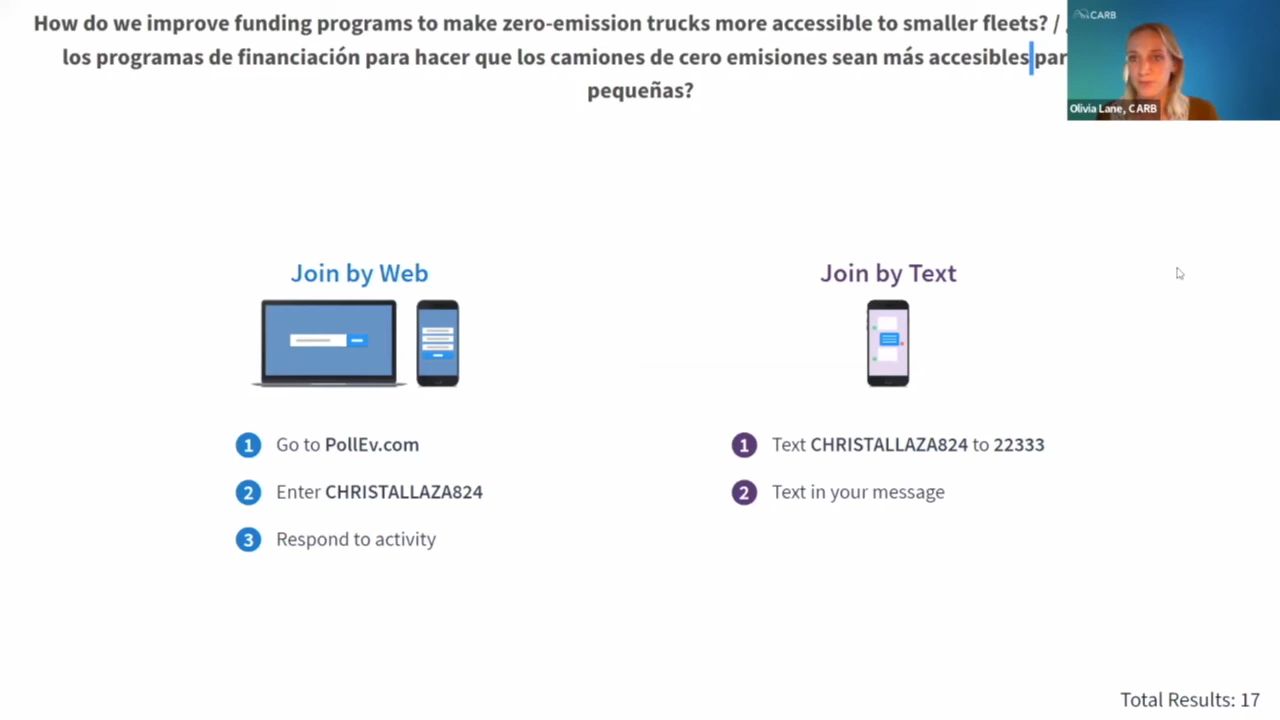 How do we improve funding programs to make zero-emission trucks more accessible to smaller fleets? /
los programas de financiación para hacer que los camiones de cero emisiones sean más accesibles par
pequeñas?
CARB
Olivia Lane, CARB
Join by Web
1 Go to PollEv.com
2 Enter CHRISTALLAZA824
3 Respond to activity
Join by Text
1 Text CHRISTALLAZA824 to 22333
2 Text in your message
Total Results: 17